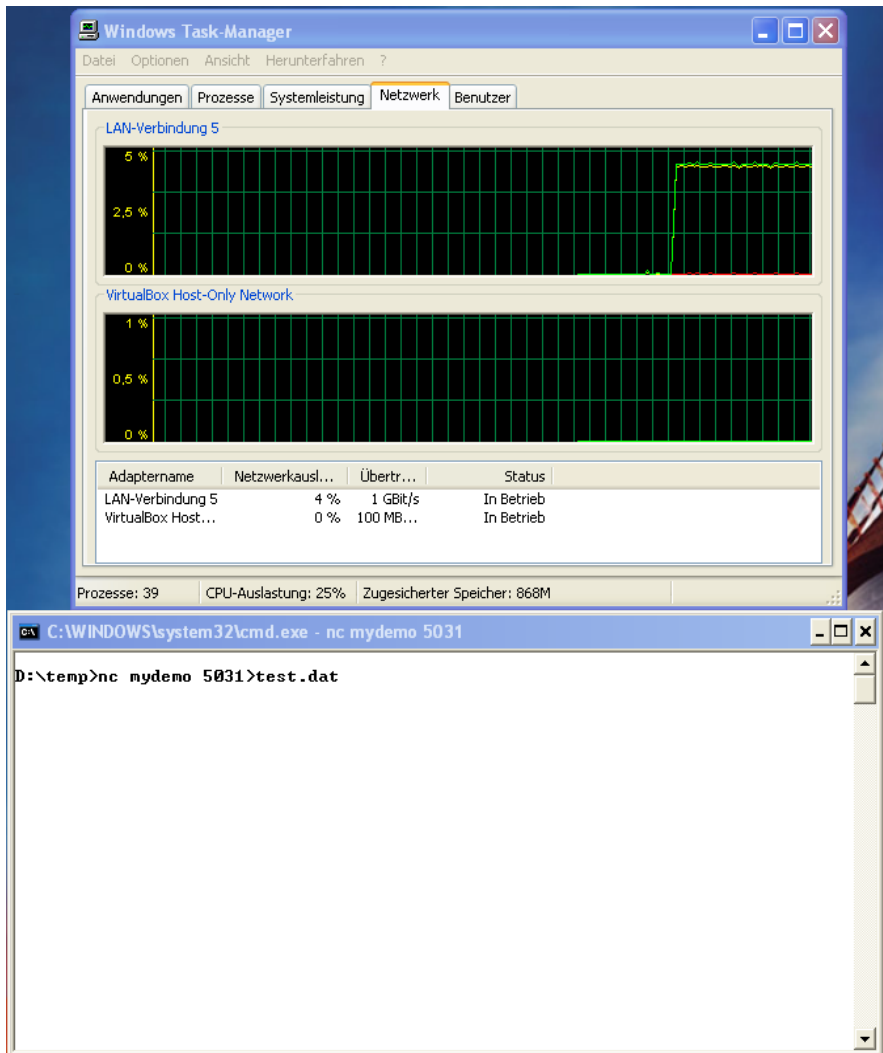 Windows Task-Manager
Datei Optionen Ansicht Herunterfahren ?
Anwendungen Prozesse Systemleistung Netzwerk Benutzer
LAN-Verbindung 5
5 %
2,5 %
0 %
VirtualBox Host-Only Network
1 %
0,5 %
0 %
Adaptername Netzwerkausl... Übertr... Status
LAN-Verbindung 5 4 % 1 GBit/s In Betrieb
VirtualBox Host... 0 % 100 MB... In Betrieb
Prozesse: 39 CPU-Auslastung: 25% Zugesicherter Speicher: 868M
C:\WINDOWS\system32\cmd.exe - nc mydemo 5031
D:\temp>nc mydemo 5031>test.dat